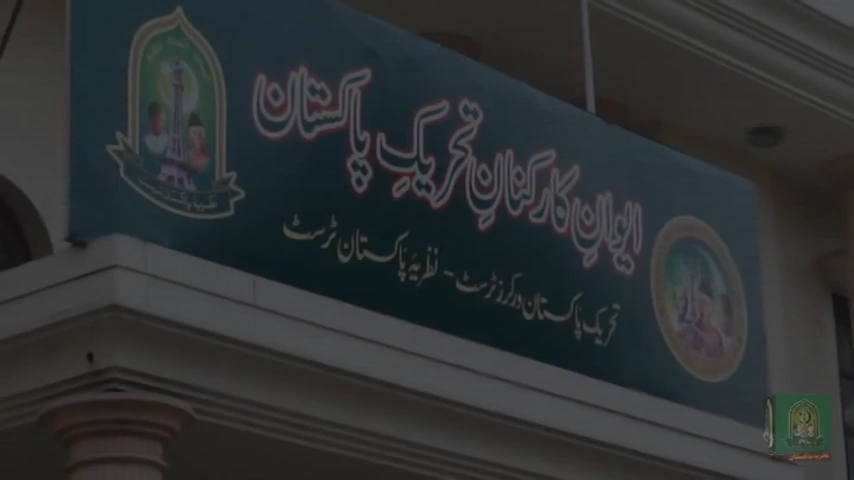 ایوانِ کارکنانِ تحریکِ پاکستان
تحریک پاکستان ورکرز ٹرسٹ - نظریۂ پاکستان ٹرسٹ